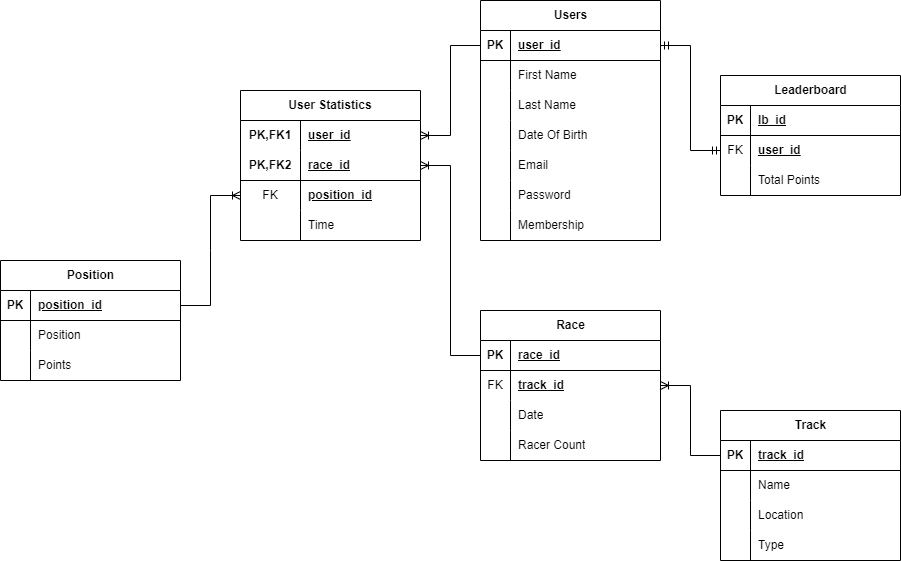 Users
PK user_id
First Name
Last Name
Date Of Birth
Email
Password
Membership
Leaderboard
PK lb_id
FK user_id
Total Points
User Statistics
PK,FK1 user_id
PK,FK2 race_id
FK position_id
Time
Position
PK position_id
Position
Points
Race
PK race_id
FK track_id
Date
Racer Count
Track
PK track_id
Name
Location
Type